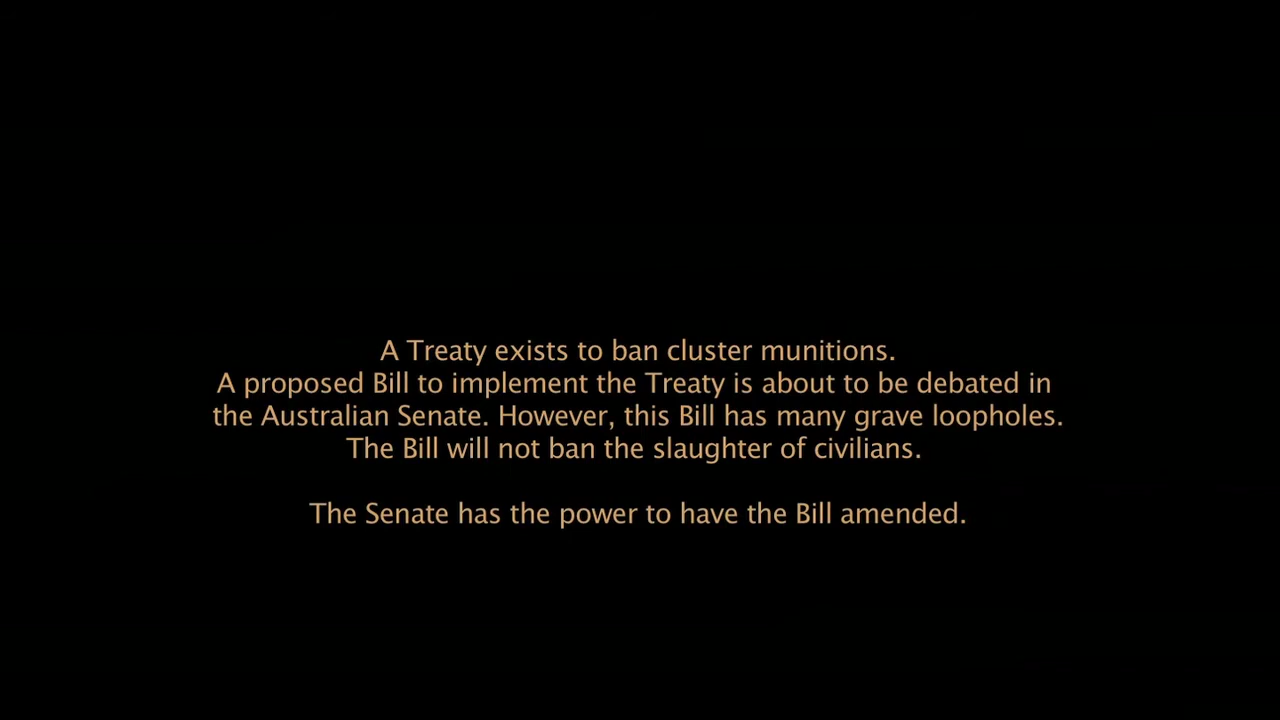 A Treaty exists to ban cluster munitions.
A proposed Bill to implement the Treaty is about to be debated in
the Australian Senate. However, this Bill has many grave loopholes.
The Bill will not ban the slaughter of civilians.
The Senate has the power to have the Bill amended.